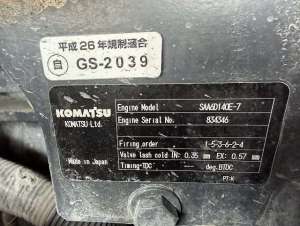 平成26年規制適合
自 GS-2039
KOMATSU
KOMATSU Ltd.
Made in Japan
Engine Model SAA6D140E-7
Engine Serial No. 834346
Firing order 1-5-3-6-2-4
Valve lash cold IN: 0.35 mm EX: 0.57 mm
Timing-TDC deg.BTDC